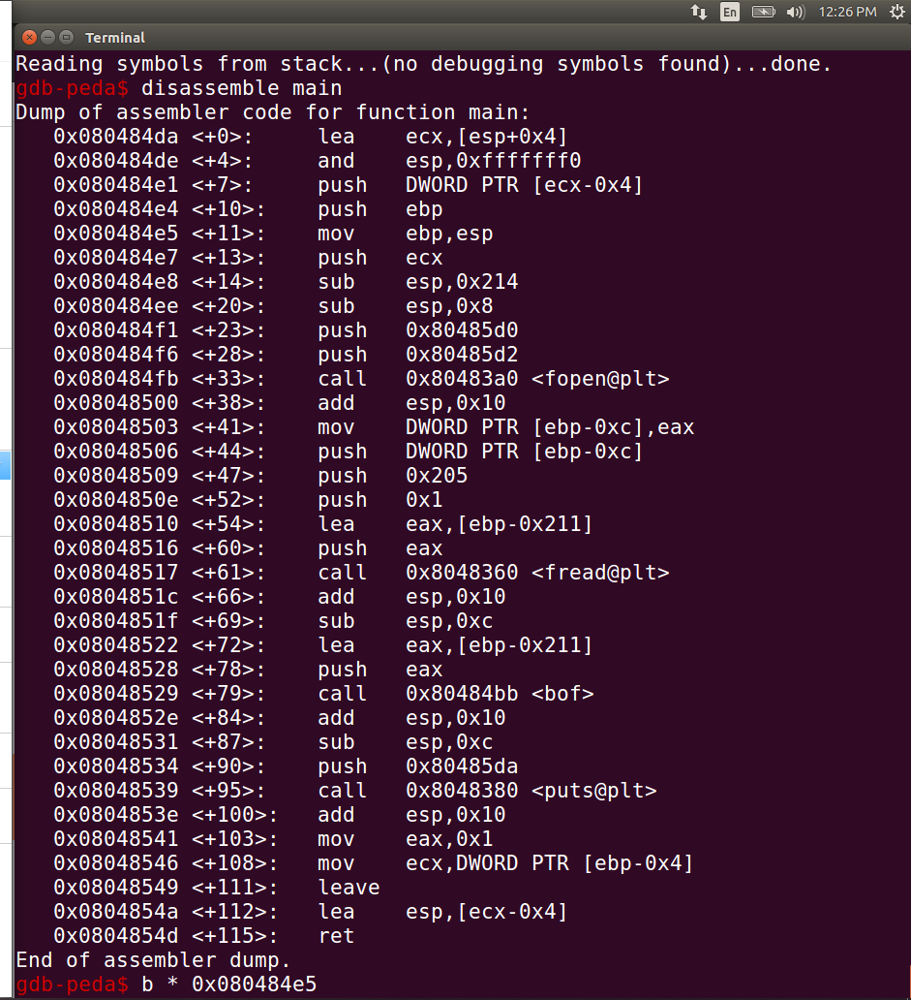 En 12:26 PM
Terminal
Reading symbols from stack...(no debugging symbols found)...done.
gdb-peda$ disassemble main
Dump of assembler code for function main:
   0x080484da <+0>:     lea    ecx,[esp+0x4]
   0x080484de <+4>:     and    esp,0xfffffff0
   0x080484e1 <+7>:     push   DWORD PTR [ecx-0x4]
   0x080484e4 <+10>:    push   ebp
   0x080484e5 <+11>:    mov    ebp,esp
   0x080484e7 <+13>:    push   ecx
   0x080484e8 <+14>:    sub    esp,0x214
   0x080484ee <+20>:    sub    esp,0x8
   0x080484f1 <+23>:    push   0x80485d0
   0x080484f6 <+28>:    push   0x80485d2
   0x080484fb <+33>:    call   0x80483a0 <fopen@plt>
   0x08048500 <+38>:    add    esp,0x10
   0x08048503 <+41>:    mov    DWORD PTR [ebp-0xc],eax
   0x08048506 <+44>:    push   DWORD PTR [ebp-0xc]
   0x08048509 <+47>:    push   0x205
   0x0804850e <+52>:    push   0x1
   0x08048510 <+54>:    lea    eax,[ebp-0x211]
   0x08048516 <+60>:    push   eax
   0x08048517 <+61>:    call   0x8048360 <fread@plt>
   0x0804851c <+66>:    add    esp,0x10
   0x0804851f <+69>:    sub    esp,0xc
   0x08048522 <+72>:    lea    eax,[ebp-0x211]
   0x08048528 <+78>:    push   eax
   0x08048529 <+79>:    call   0x80484bb <bof>
   0x0804852e <+84>:    add    esp,0x10
   0x08048531 <+87>:    sub    esp,0xc
   0x08048534 <+90>:    push   0x80485da
   0x08048539 <+95>:    call   0x8048380 <puts@plt>
   0x0804853e <+100>:   add    esp,0x10
   0x08048541 <+103>:   mov    eax,0x1
   0x08048546 <+108>:   mov    ecx,DWORD PTR [ebp-0x4]
   0x08048549 <+111>:   leave
   0x0804854a <+112>:   lea    esp,[ecx-0x4]
   0x0804854d <+115>:   ret
End of assembler dump.
gdb-peda$ b * 0x080484e5